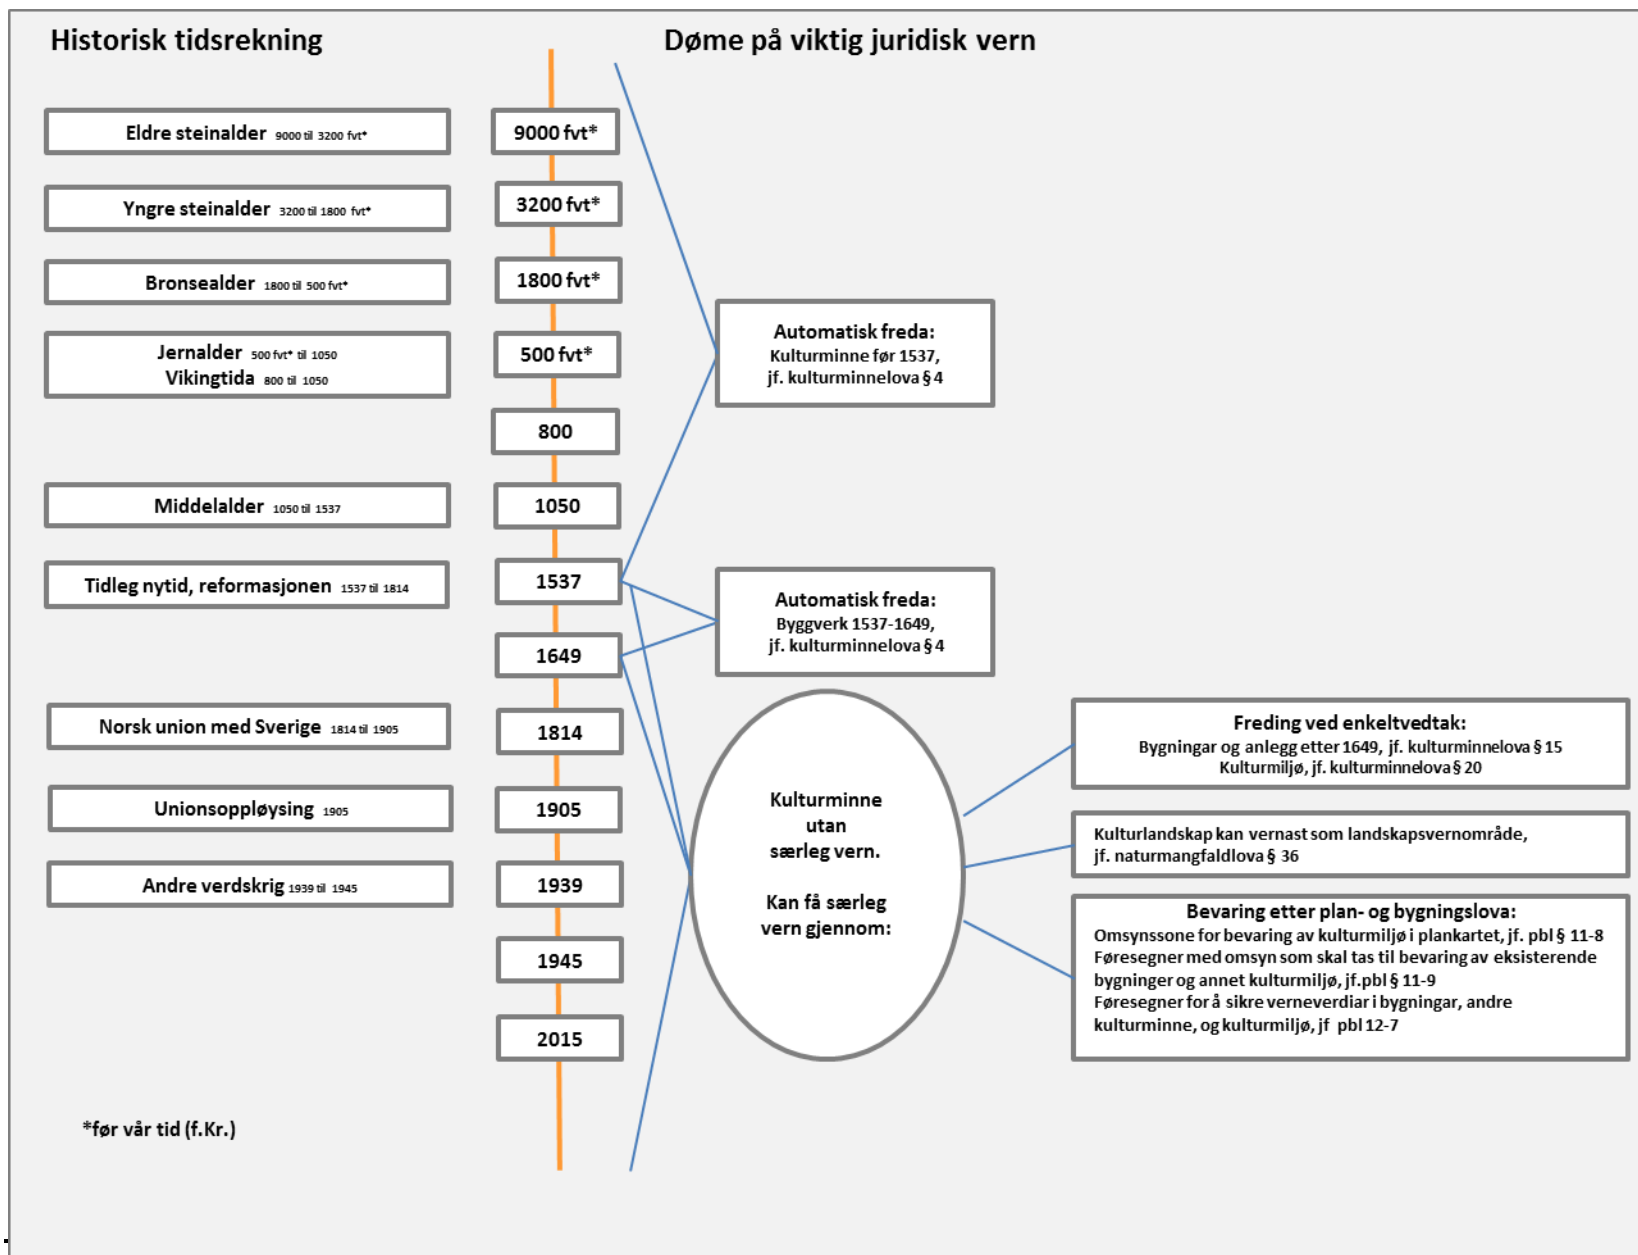 Historisk tidsrekning
Døme på viktig juridisk vern
Eldre steinalder 9000 til 3200 fvt*
9000 fvt*
Yngre steinalder 3200 til 1800 fvt*
3200 fvt*
Bronsealder 1800 til 500 fvt*
1800 fvt*
Jernalder 500 fvt* til 1050
Vikingtida 800 til 1050
500 fvt*
Automatisk freda:
Kulturminne før 1537,
jf. kulturminnelova § 4
800
Middelalder 1050 til 1537
1050
Tidleg nytid, reformasjonen 1537 til 1814
1537
Automatisk freda:
Byggverk 1537-1649,
jf. kulturminnelova § 4
1649
Norsk union med Sverige 1814 til 1905
1814
Unionsoppløysing 1905
1905
Andre verdskrig 1939 til 1945
1939
1945
2015
Kulturminne
utan
særleg vern.
Kan få særleg
vern gjennom:
Freding ved enkeltvedtak:
Bygningar og anlegg etter 1649, jf. kulturminnelova § 15
Kulturmiljø, jf. kulturminnelova § 20
Kulturlandskap kan vernast som landskapsvernområde,
jf. naturmangfaldlova § 36
Bevaring etter plan- og bygningslova:
Omsynssone for bevaring av kulturmiljø i plankartet, jf. pbl § 11-8
Føresegner med omsyn som skal tas til bevaring av eksisterende
bygninger og annet kulturmiljø, jf.pbl § 11-9
Føresegner for å sikre verneverdiar i bygningar, andre
kulturminne, og kulturmiljø, jf pbl 12-7
*før vår tid (f.Kr.)